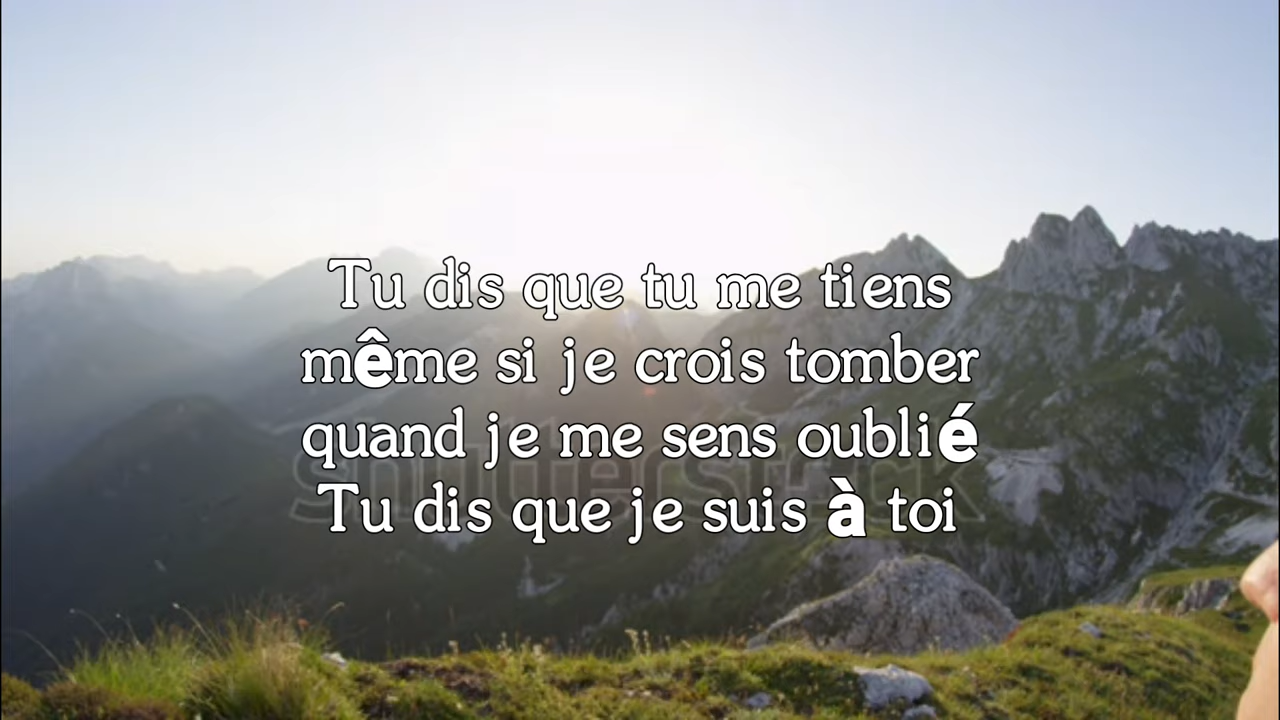 Tu dis que tu me tiens
même si je crois tomber
quand je me sens oublié
Tu dis que je suis à toi
shutterstock